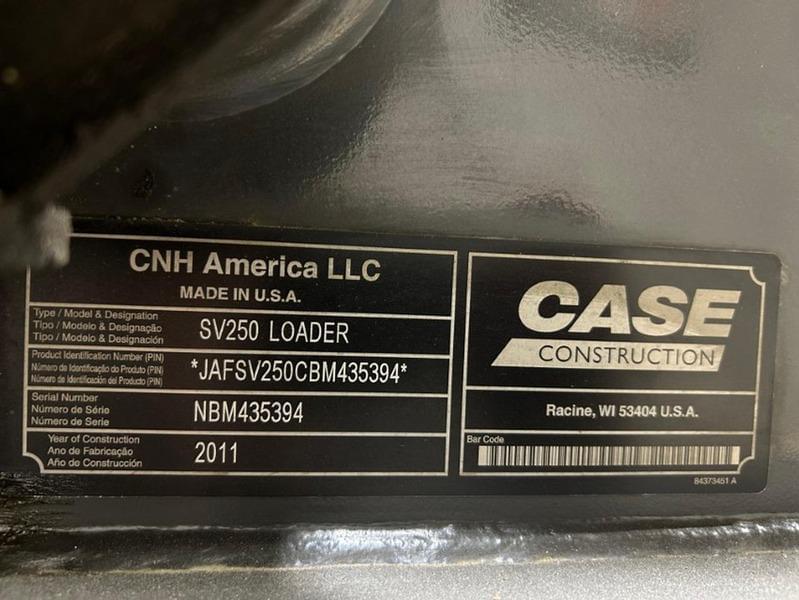 CNH America LLC
MADE IN U.S.A.
Type / Model & Designation
Tipo / Modelo & Designação
Tipo / Modelo & Designación
SV250 LOADER
Product Identification Number (PIN)
Número de Identificação do Produto (PIN)
Número de Identificación del Producto (PIN)
*JAFSV250CBM435394*
Serial Number
Número de Série
Número de Serie
NBM435394
Year of Construction
Ano de Fabricação
Año de Construcción
2011
CASE
CONSTRUCTION
Racine, WI 53404 U.S.A.
Bar Code
84373451 A